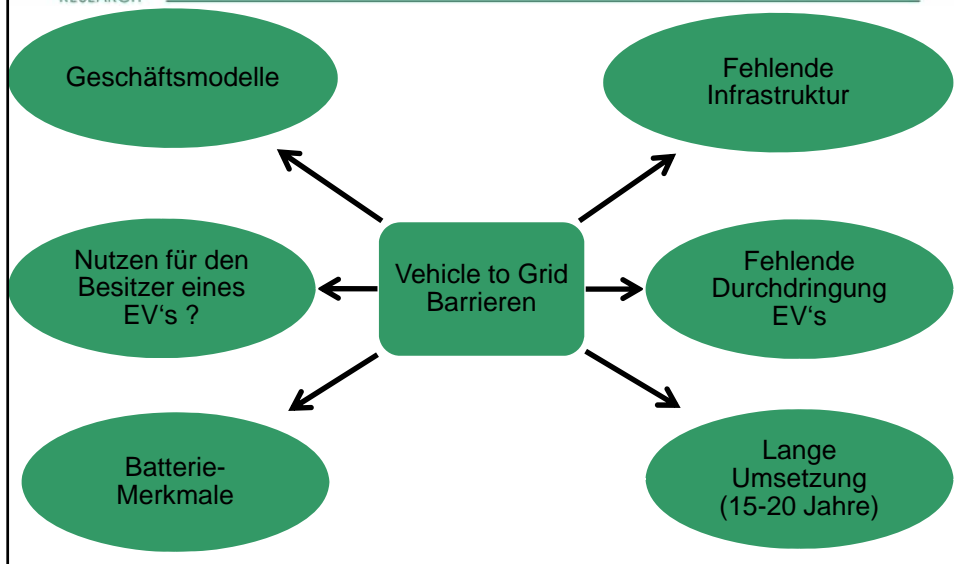 RESEARCH
Geschäftsmodelle
Fehlende
Infrastruktur
Nutzen für den
Besitzer eines
EV's ?
Vehicle to Grid
Barrieren
Fehlende
Durchdringung
EV‘s
Batterie-
Merkmale
Lange
Umsetzung
(15-20 Jahre)